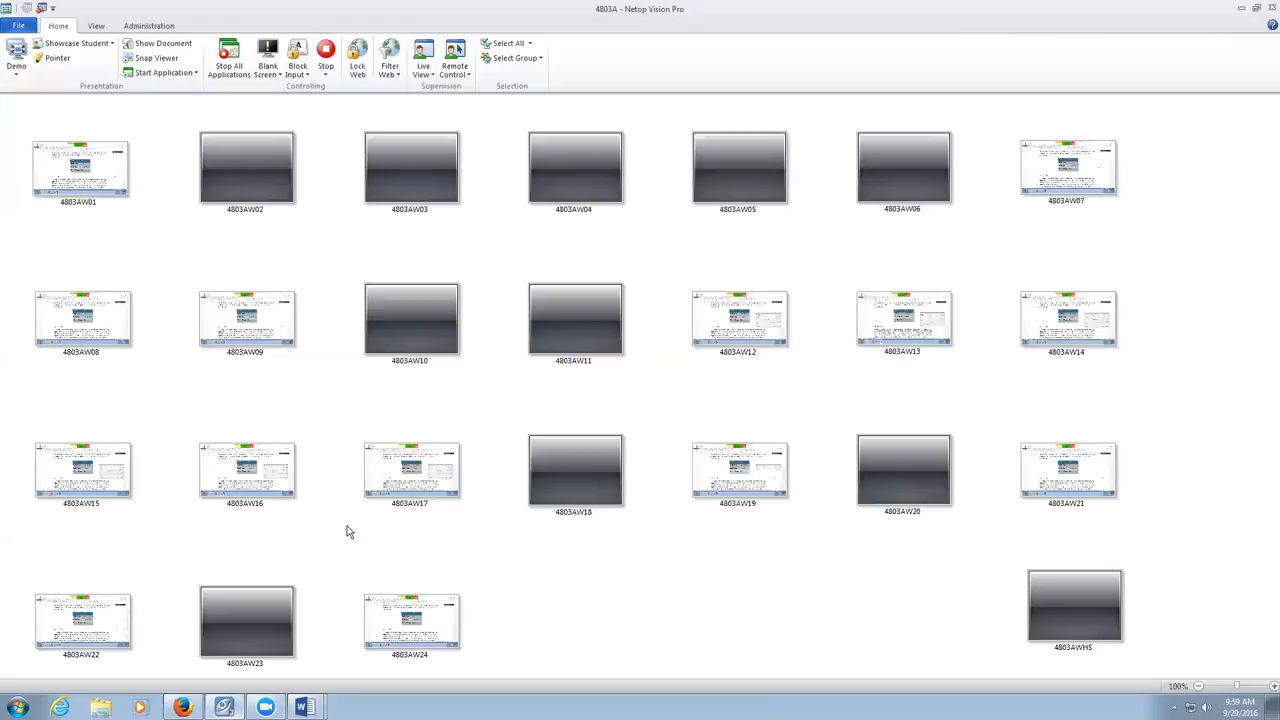 4803A - Netop Vision Pro
File Home View Administration
Demo
Showcase Student
Pointer
Show Document
Snap Viewer
Start Application
Presentation
Stop All Applications
Blank Screen
Block Input
Stop
Lock Web
Filter Web
Controlling
Live View
Remote Control
Supervision
Select All
Select Group
Selection
4803AW01 4803AW02 4803AW03 4803AW04 4803AW05 4803AW06 4803AW07
4803AW08 4803AW09 4803AW10 4803AW11 4803AW12 4803AW13 4803AW14
4803AW15 4803AW16 4803AW17 4803AW18 4803AW19 4803AW20 4803AW21
4803AW22 4803AW23 4803AW24 4803AWHS
100%
9:59 AM
9/29/2016